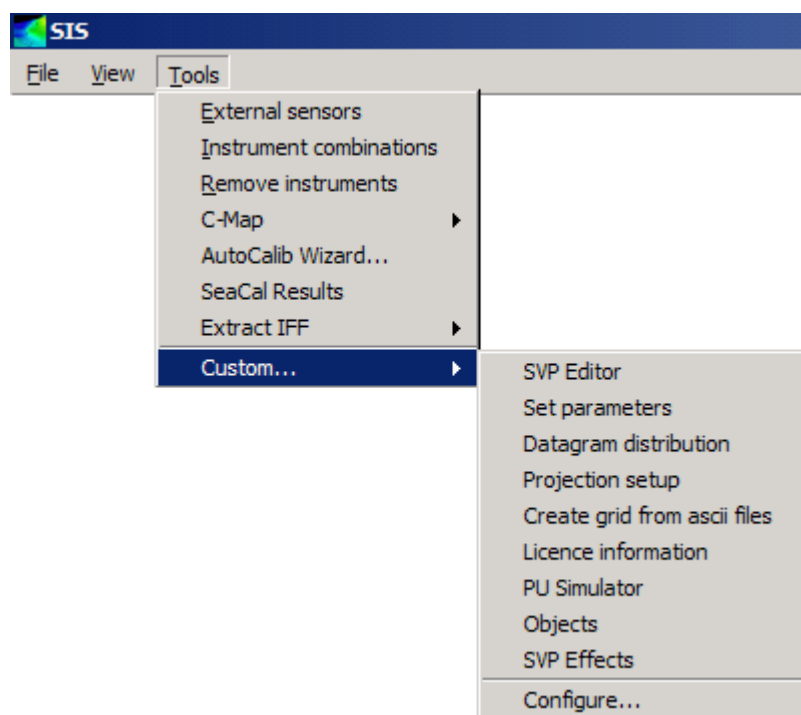 SIS
File View Tools
External sensors
Instrument combinations
Remove instruments
C-Map
AutoCalib Wizard...
SeaCal Results
Extract IFF
Custom...
SVP Editor
Set parameters
Datagram distribution
Projection setup
Create grid from ascii files
Licence information
PU Simulator
Objects
SVP Effects
Configure...